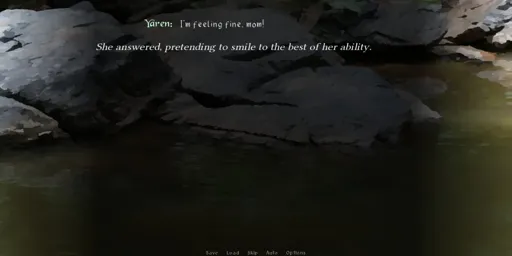 Yaren: I'm feeling fine, mom!
She answered, pretending to smile to the best of her ability.
Save Load Skip Auto Options